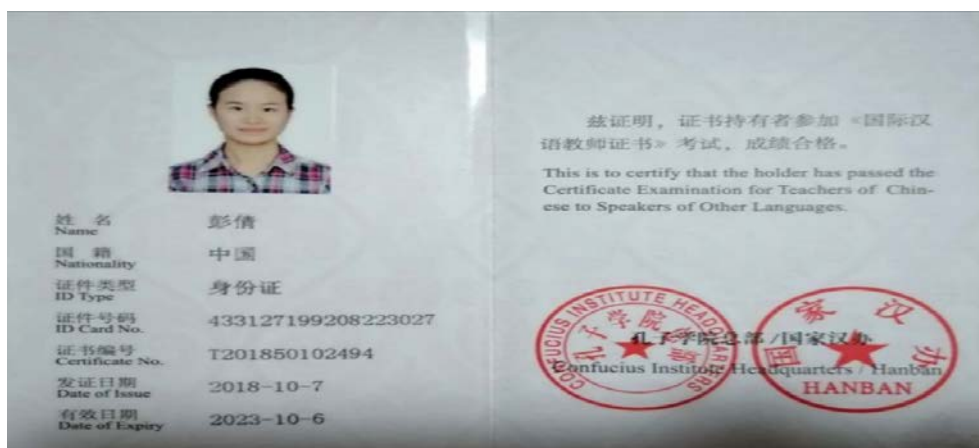 姓 名 彭倩
Name
国 籍 中国
Nationality
证件类型 身份证
ID Type
证件号码 433127199208223027
ID Card No.
证书编号 T201850102494
Certificate No.
发证日期 2018-10-7
Date of Issue
有效日期 2023-10-6
Date of Expiry
兹证明，证书持有者参加《国际汉
语教师证书》考试，成绩合格。
This is to certify that the holder has passed the
Certificate Examination for Teachers of Chin-
ese to Speakers of Other Languages.
孔子学院总部/国家汉办
Confucius Institute Headquarters / Hanban
CONFUCIUS INSTITUTE HEADQUARTERS
孔子学院总部
国家汉办
HANBAN